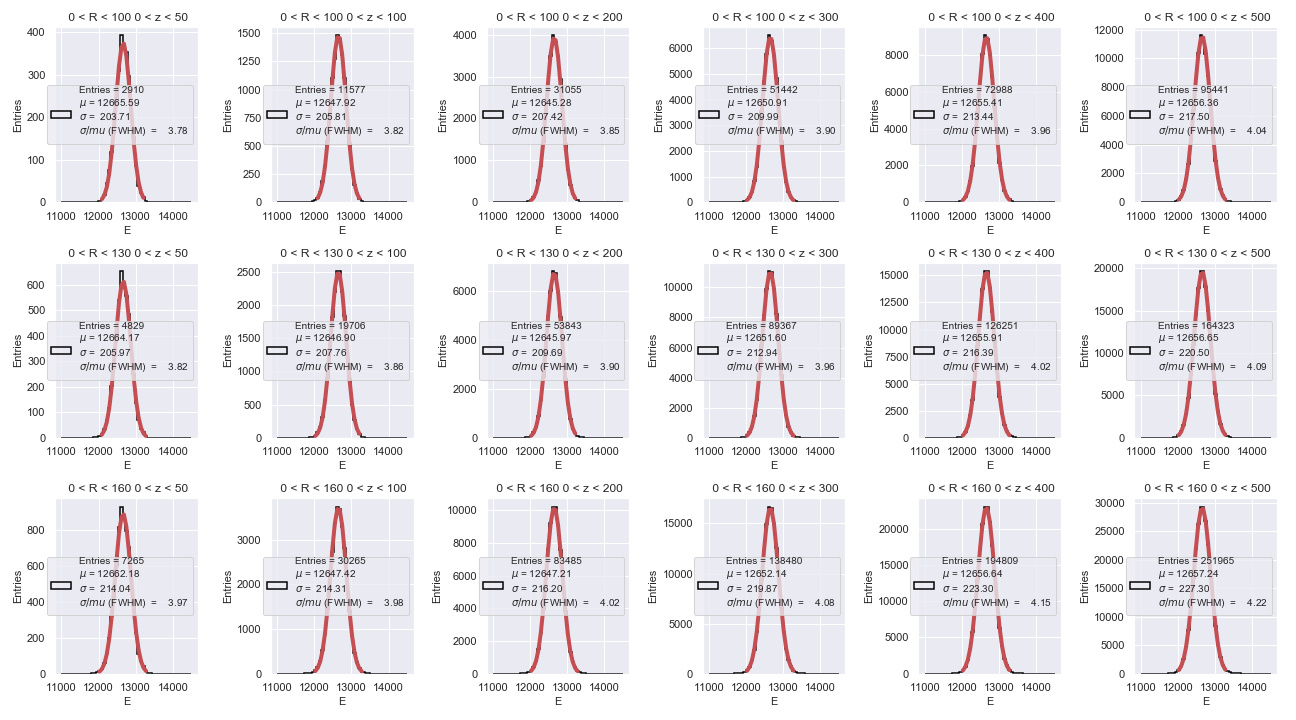 0 < R < 100 0 < z < 50
400
300
200
100
0
Entries
Entries = 2910
μ = 12665.59
σ = 203.71
σ/mu (FWHM) = 3.78
11000 12000 13000 14000
E
0 < R < 100 0 < z < 100
1500
1250
1000
750
500
250
0
Entries
Entries = 11577
μ = 12647.92
σ = 205.81
σ/mu (FWHM) = 3.82
11000 12000 13000 14000
E
0 < R < 100 0 < z < 200
4000
3000
2000
1000
0
Entries
Entries = 31055
μ = 12645.28
σ = 207.42
σ/mu (FWHM) = 3.85
11000 12000 13000 14000
E
0 < R < 100 0 < z < 300
6000
5000
4000
3000
2000
1000
0
Entries
Entries = 51442
μ = 12650.91
σ = 209.99
σ/mu (FWHM) = 3.90
11000 12000 13000 14000
E
0 < R < 100 0 < z < 400
8000
6000
4000
2000
0
Entries
Entries = 72988
μ = 12655.41
σ = 213.44
σ/mu (FWHM) = 3.96
11000 12000 13000 14000
E
0 < R < 100 0 < z < 500
12000
10000
8000
6000
4000
2000
0
Entries
Entries = 95441
μ = 12656.36
σ = 217.50
σ/mu (FWHM) = 4.04
11000 12000 13000 14000
E
0 < R < 130 0 < z < 50
600
500
400
300
200
100
0
Entries
Entries = 4829
μ = 12664.17
σ = 205.97
σ/mu (FWHM) = 3.82
11000 12000 13000 14000
E
0 < R < 130 0 < z < 100
2500
2000
1500
1000
500
0
Entries
Entries = 19706
μ = 12646.90
σ = 207.76
σ/mu (FWHM) = 3.86
11000 12000 13000 14000
E
0 < R < 130 0 < z < 200
6000
4000
2000
0
Entries
Entries = 53843
μ = 12645.97
σ = 209.69
σ/mu (FWHM) = 3.90
11000 12000 13000 14000
E
0 < R < 130 0 < z < 300
10000
8000
6000
4000
2000
0
Entries
Entries = 89367
μ = 12651.60
σ = 212.94
σ/mu (FWHM) = 3.96
11000 12000 13000 14000
E
0 < R < 130 0 < z < 400
15000
12500
10000
7500
5000
2500
0
Entries
Entries = 126251
μ = 12655.91
σ = 216.39
σ/mu (FWHM) = 4.02
11000 12000 13000 14000
E
0 < R < 130 0 < z < 500
20000
15000
10000
5000
0
Entries
Entries = 164323
μ = 12656.65
σ = 220.50
σ/mu (FWHM) = 4.09
11000 12000 13000 14000
E
0 < R < 160 0 < z < 50
800
600
400
200
0
Entries
Entries = 7265
μ = 12662.18
σ = 214.04
σ/mu (FWHM) = 3.97
11000 12000 13000 14000
E
0 < R < 160 0 < z < 100
3000
2000
1000
0
Entries
Entries = 30265
μ = 12647.42
σ = 214.31
σ/mu (FWHM) = 3.98
11000 12000 13000 14000
E
0 < R < 160 0 < z < 200
10000
8000
6000
4000
2000
0
Entries
Entries = 83485
μ = 12647.21
σ = 216.20
σ/mu (FWHM) = 4.02
11000 12000 13000 14000
E
0 < R < 160 0 < z < 300
15000
10000
5000
0
Entries
Entries = 138480
μ = 12652.14
σ = 219.87
σ/mu (FWHM) = 4.08
11000 12000 13000 14000
E
0 < R < 160 0 < z < 400
20000
15000
10000
5000
0
Entries
Entries = 194809
μ = 12656.64
σ = 223.30
σ/mu (FWHM) = 4.15
11000 12000 13000 14000
E
0 < R < 160 0 < z < 500
30000
25000
20000
15000
10000
5000
0
Entries
Entries = 251965
μ = 12657.24
σ = 227.30
σ/mu (FWHM) = 4.22
11000 12000 13000 14000
E